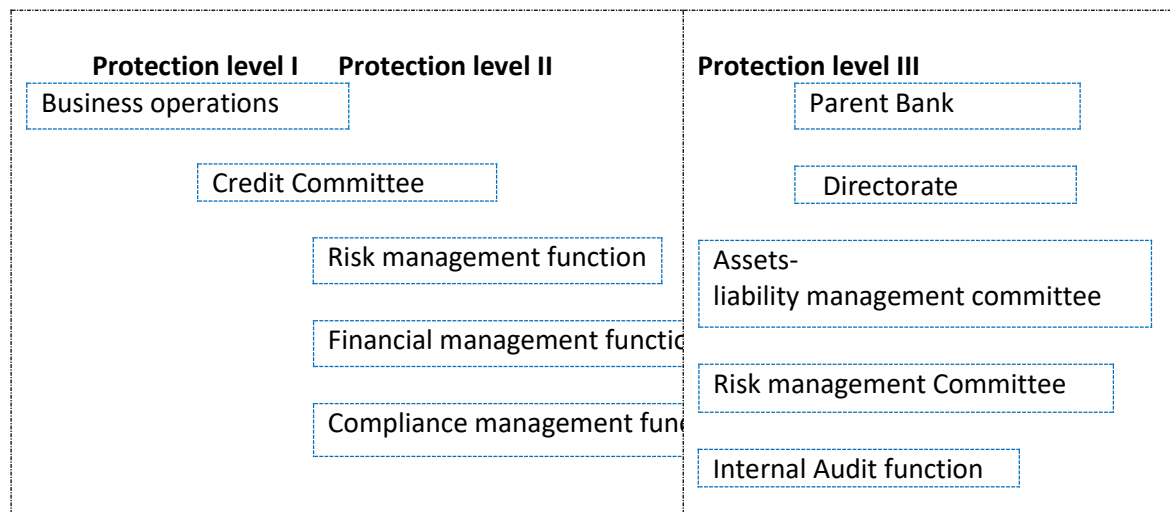 Protection level I
Protection level II
Business operations
Credit Committee
Risk management function
Financial management functio
Compliance management fun
Protection level III
Parent Bank
Directorate
Assets-
liability management committee
Risk management Committee
Internal Audit function